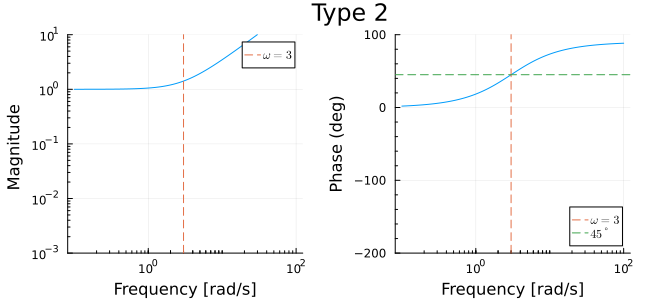 Type 2
Magnitude
10¹
10⁰
10⁻¹
10⁻²
10⁻³
10⁰
10²
Frequency [rad/s]
ω = 3
Phase (deg)
100
0
−100
−200
10⁰
10²
Frequency [rad/s]
ω = 3
45°